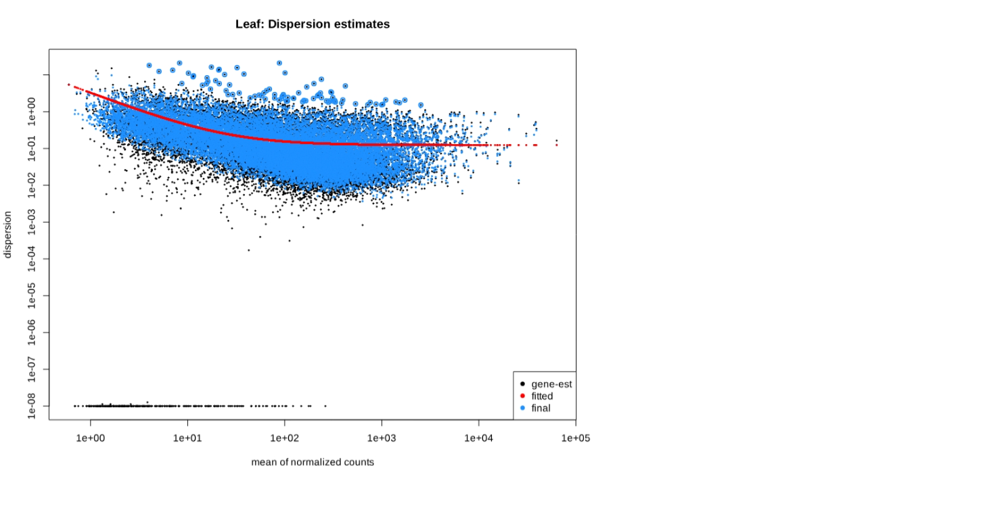 Leaf: Dispersion estimates
dispersion
1e+00
1e-01
1e-02
1e-03
1e-04
1e-05
1e-06
1e-07
1e-08
gene-est
fitted
final
1e+00 1e+01 1e+02 1e+03 1e+04 1e+05
mean of normalized counts